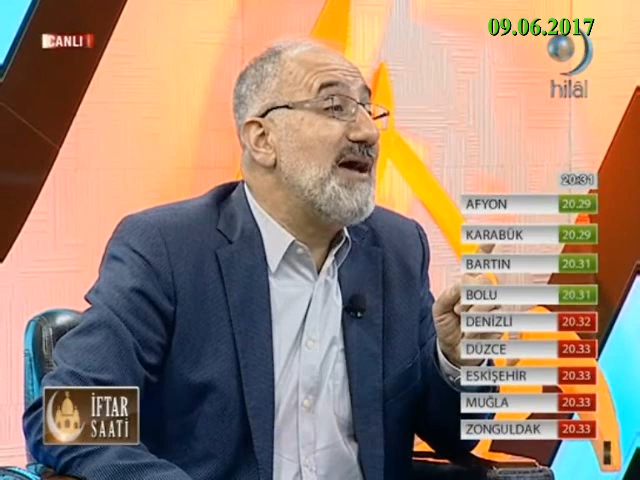 09.06.2017
CANLI
hilâl
20:31
AFYON 20.29
KARABÜK 20.29
BARTIN 20.31
BOLU 20.31
DENİZLİ 20.32
DÜZCE 20.33
ESKİŞEHİR 20.33
MUĞLA 20.33
ZONGULDAK 20.33
İFTAR
SAATİ